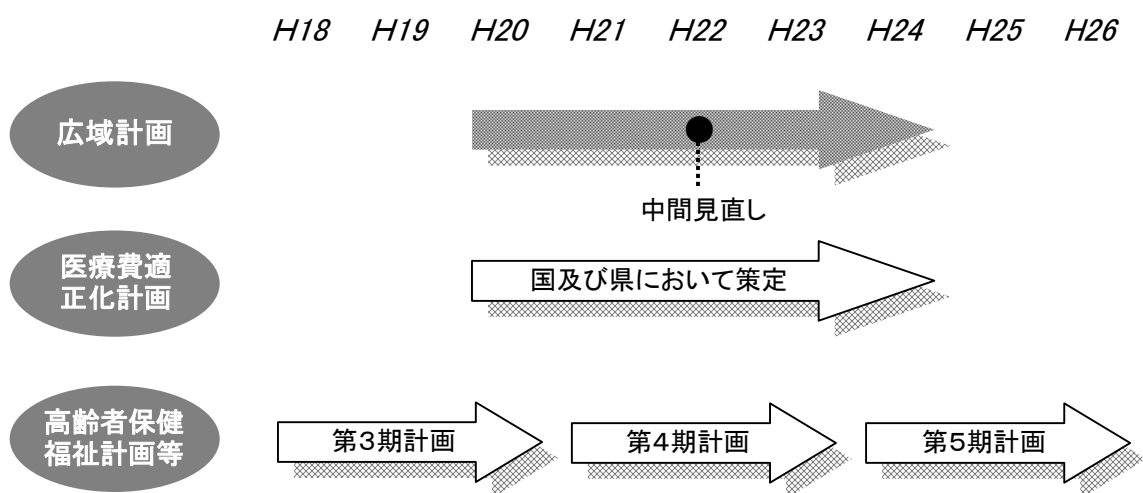 H18 H19 H20 H21 H22 H23 H24 H25 H26
広域計画
中間見直し
医療費適
正化計画
国及び県において策定
高齢者保健
福祉計画等
第3期計画
第4期計画
第5期計画